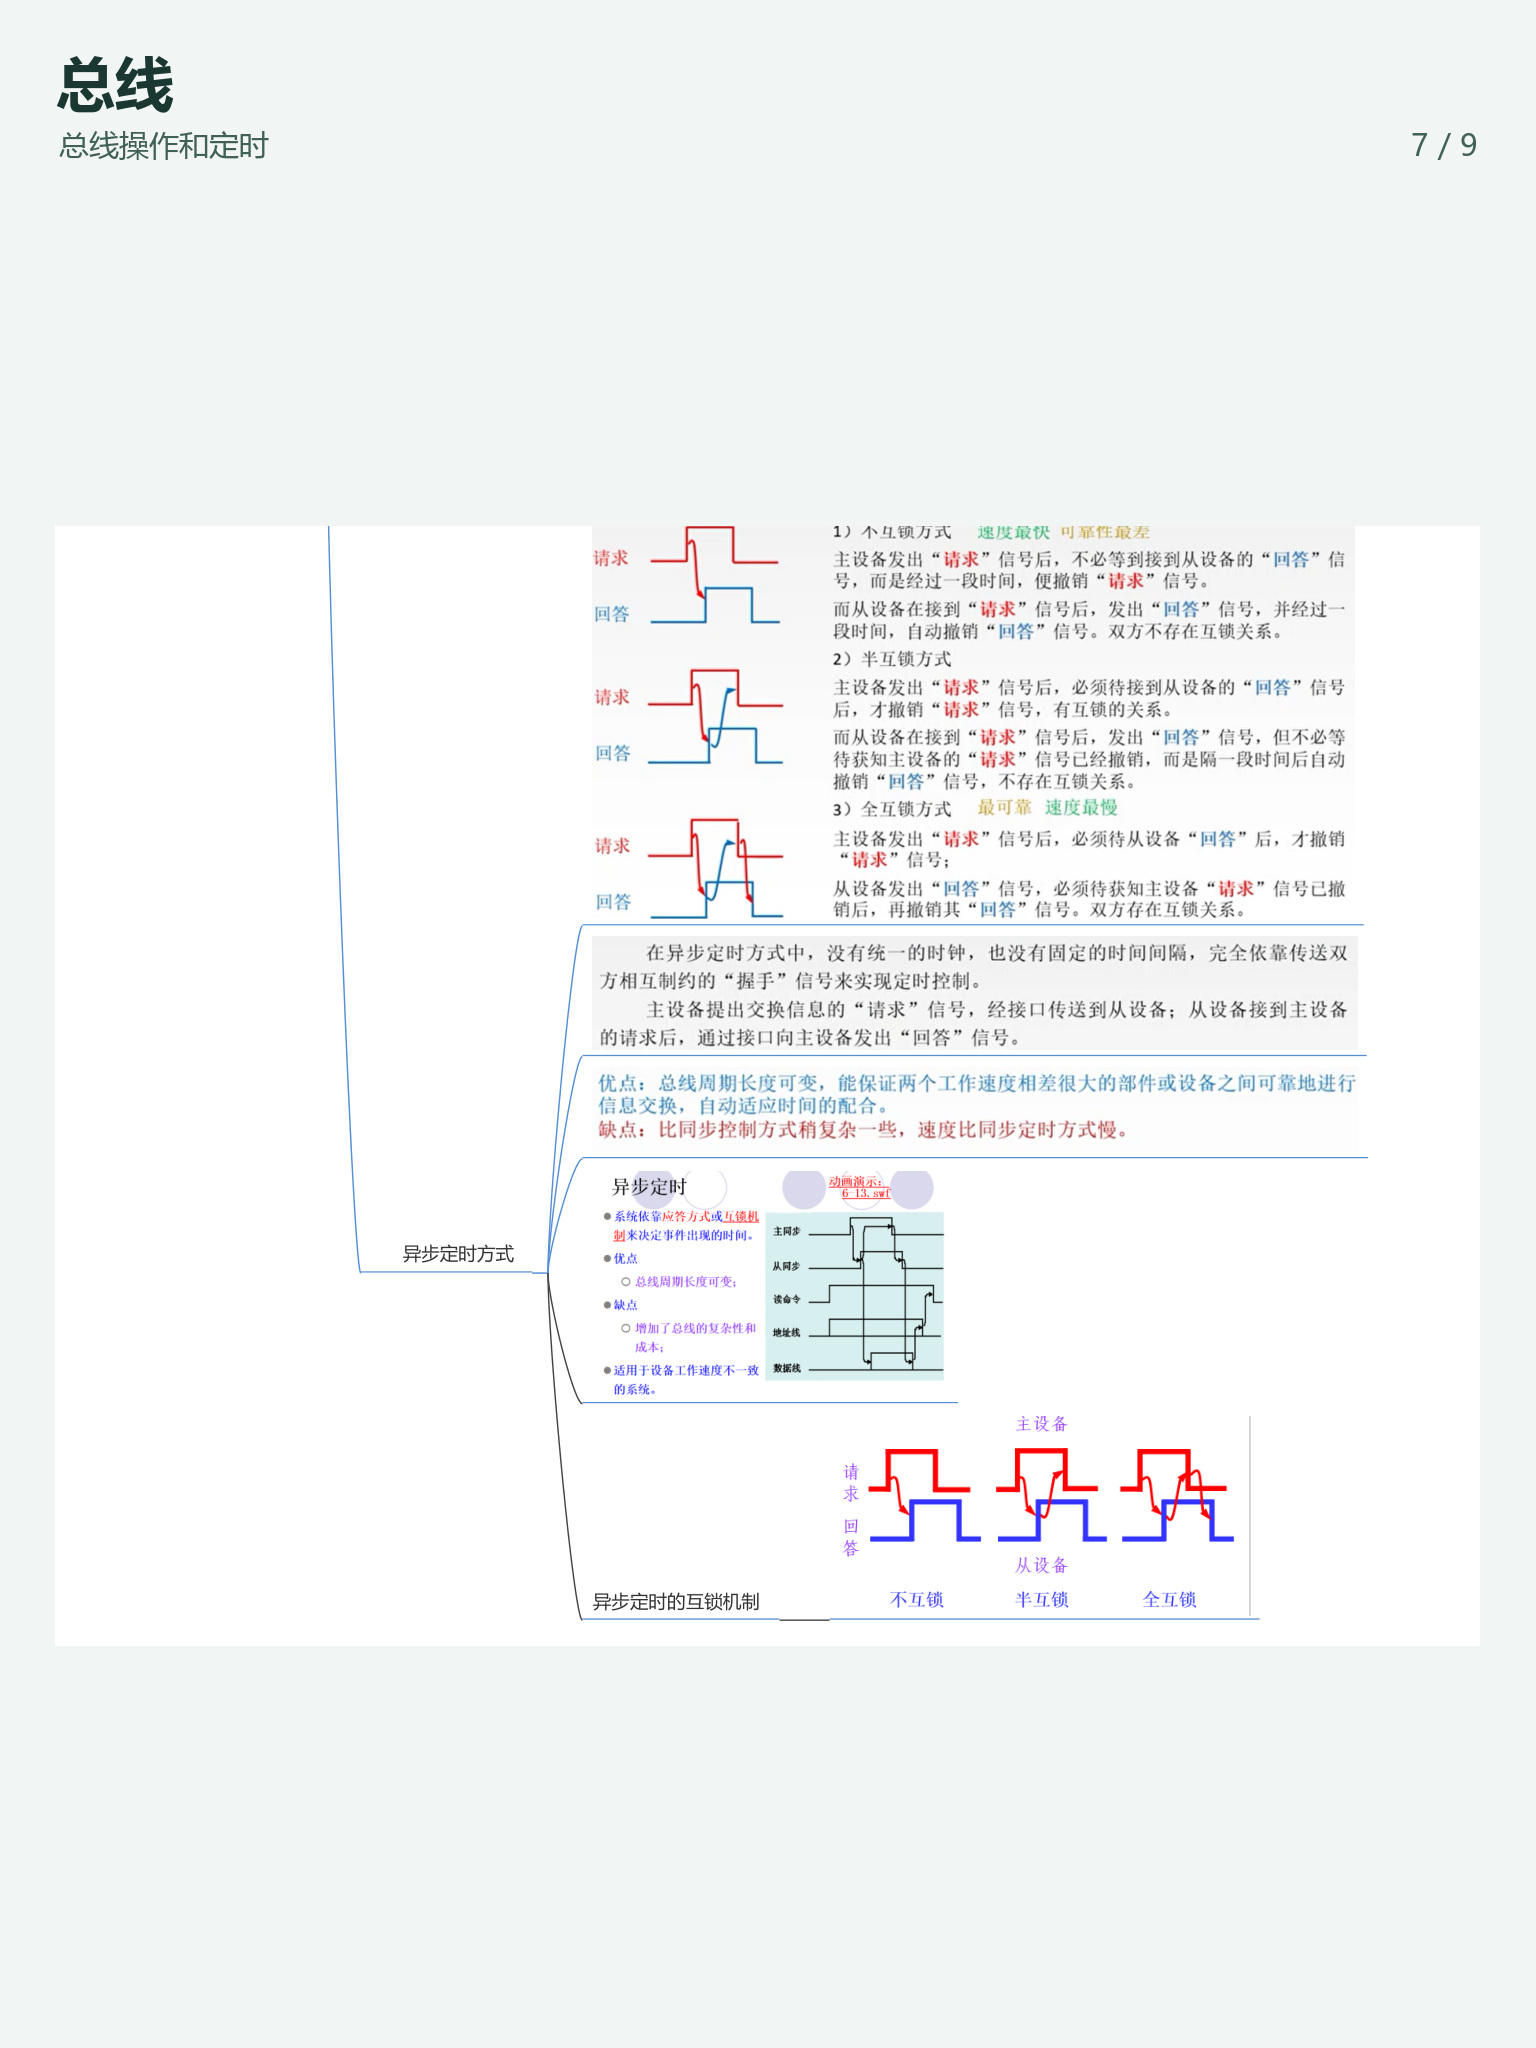 总线
总线操作和定时
7 / 9
1）不互锁方式 速度最快 可靠性最差
请求
主设备发出“请求”信号后，不必等到接到从设备的“回答”信
号，而是经过一段时间，便撤销“请求”信号。
回答
而从设备在接到“请求”信号后，发出“回答”信号，并经过一
段时间，自动撤销“回答”信号。双方不存在互锁关系。
2）半互锁方式
请求
主设备发出“请求”信号后，必须待接到从设备的“回答”信号
后，才撤销“请求”信号，有互锁的关系。
回答
而从设备在接到“请求”信号后，发出“回答”信号，但不必等
待获知主设备的“请求”信号已经撤销，而是隔一段时间后自动
撤销“回答”信号，不存在互锁关系。
3）全互锁方式 最可靠 速度最慢
请求
主设备发出“请求”信号后，必须待从设备“回答”后，才撤销
“请求”信号；
回答
从设备发出“回答”信号，必须待获知主设备“请求”信号已撤
销后，再撤销其“回答”信号。双方存在互锁关系。
在异步定时方式中，没有统一的时钟，也没有固定的时间间隔，完全依靠传送双
方相互制约的“握手”信号来实现定时控制。
主设备提出交换信息的“请求”信号，经接口传送到从设备；从设备接到主设备
的请求后，通过接口向主设备发出“回答”信号。
优点：总线周期长度可变，能保证两个工作速度相差很大的部件或设备之间可靠地进行
信息交换，自动适应时间的配合。
缺点：比同步控制方式稍复杂一些，速度比同步定时方式慢。
异步定时方式
异步定时
动画演示：
6-13.swf
系统依靠应答方式或互锁机
制来决定事件出现的时间。
优点
总线周期长度可变；
缺点
增加了总线的复杂性和
成本；
适用于设备工作速度不一致
的系统。
主同步
从同步
读命令
地址线
数据线
异步定时的互锁机制
主设备
请
求
回
答
从设备
不互锁 半互锁 全互锁